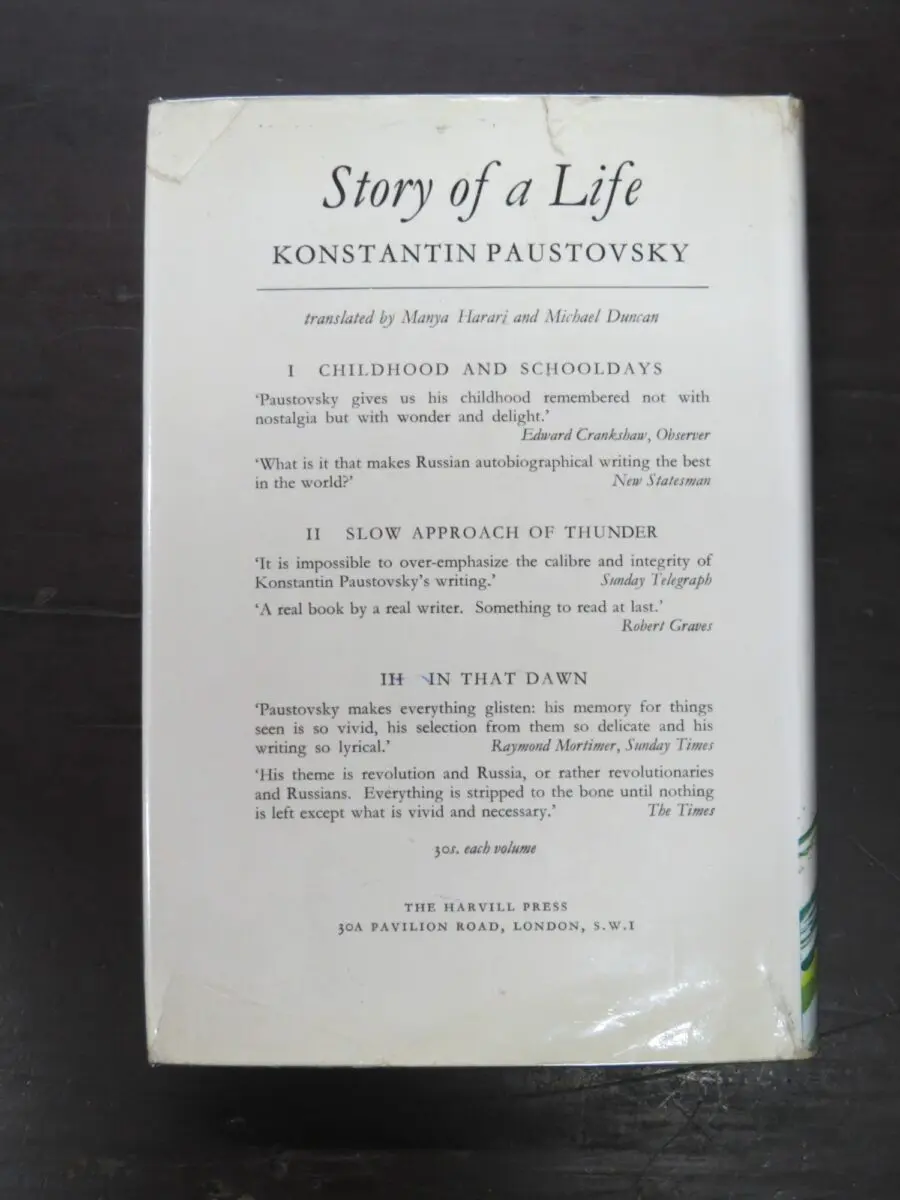 Story of a Life
KONSTANTIN PAUSTOVSKY
translated by Manya Harari and Michael Duncan
I CHILDHOOD AND SCHOOLDAYS
‘Paustovsky gives us his childhood remembered not with
nostalgia but with wonder and delight.’
Edward Crankshaw, Observer
‘What is it that makes Russian autobiographical writing the best
in the world?’ New Statesman
II SLOW APPROACH OF THUNDER
‘It is impossible to over-emphasize the calibre and integrity of
Konstantin Paustovsky's writing.’ Sunday Telegraph
‘A real book by a real writer. Something to read at last.’
Robert Graves
III IN THAT DAWN
‘Paustovsky makes everything glisten: his memory for things
seen is so vivid, his selection from them so delicate and his
writing so lyrical.’ Raymond Mortimer, Sunday Times
‘His theme is revolution and Russia, or rather revolutionaries
and Russians. Everything is stripped to the bone until nothing
is left except what is vivid and necessary.’ The Times
30s. each volume
THE HARVILL PRESS
30A PAVILION ROAD, LONDON, S.W.I